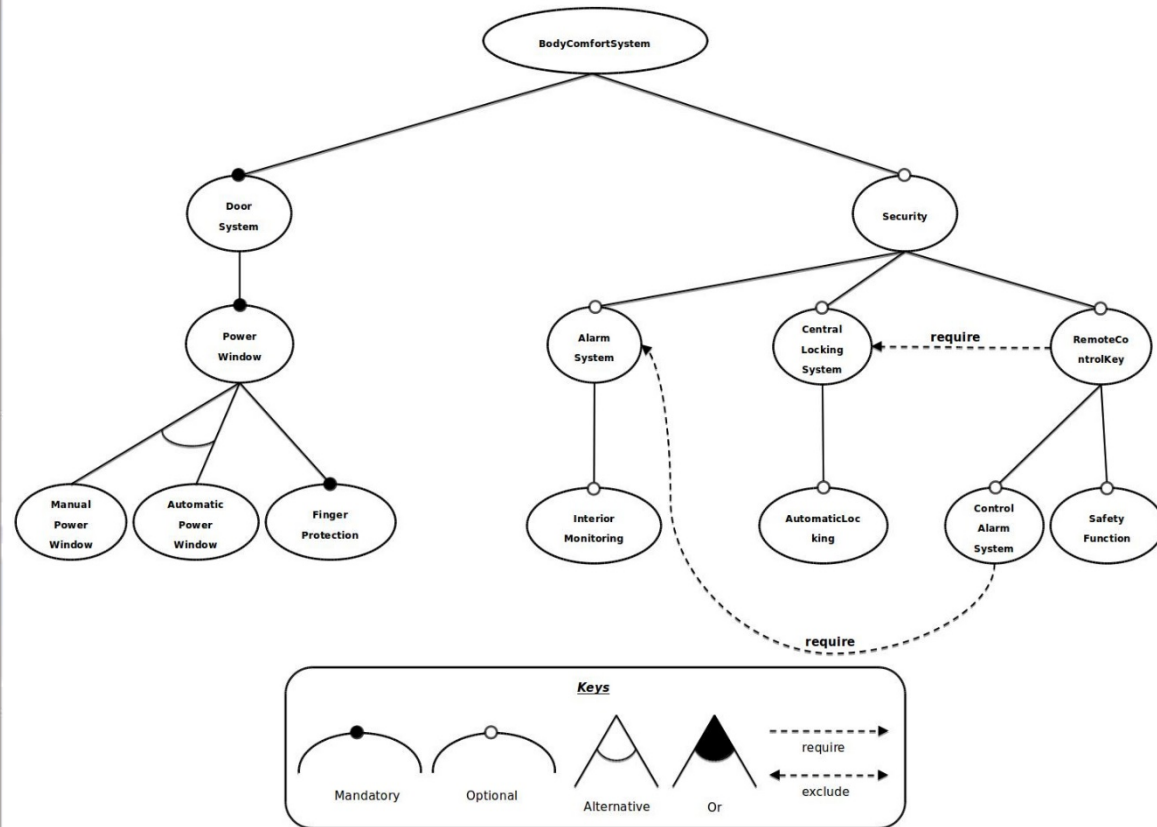 BodyComfortSystem
Door
System
Security
Power
Window
Alarm
System
Central
Locking
System
require
RemoteCo
ntrolKey
Manual
Power
Window
Automatic
Power
Window
Finger
Protection
Interior
Monitoring
AutomaticLoc
king
Control
Alarm
System
Safety
Function
require
Keys
Mandatory
Optional
Alternative
Or
require
exclude